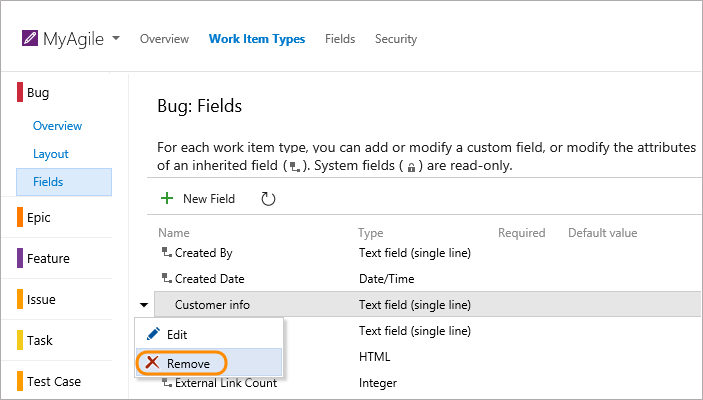 MyAgile Overview Work Item Types Fields Security
Bug
Overview
Layout
Fields
Epic
Feature
Issue
Task
Test Case
Bug: Fields
For each work item type, you can add or modify a custom field, or modify the attributes
of an inherited field ( ). System fields ( ) are read-only.
New Field
Name Type Required Default value
Created By Text field (single line)
Created Date Date/Time
Customer info Text field (single line)
Edit Text field (single line)
Remove HTML
External Link Count Integer